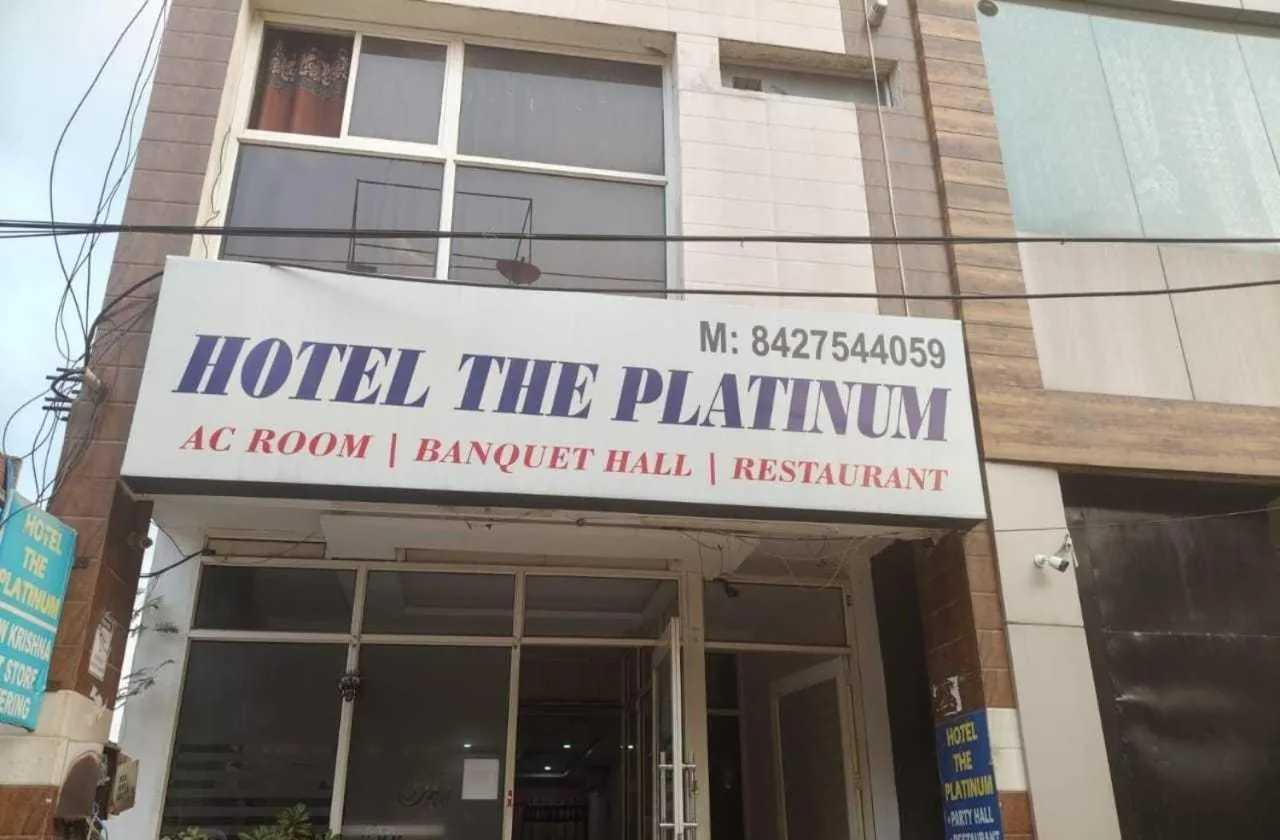 M: 8427544059
HOTEL THE PLATINUM
AC ROOM | BANQUET HALL | RESTAURANT
HOTEL
THE
PLATINUM
KRISHNA
STORE
HOTEL
THE
PLATINUM
• PARTY HALL